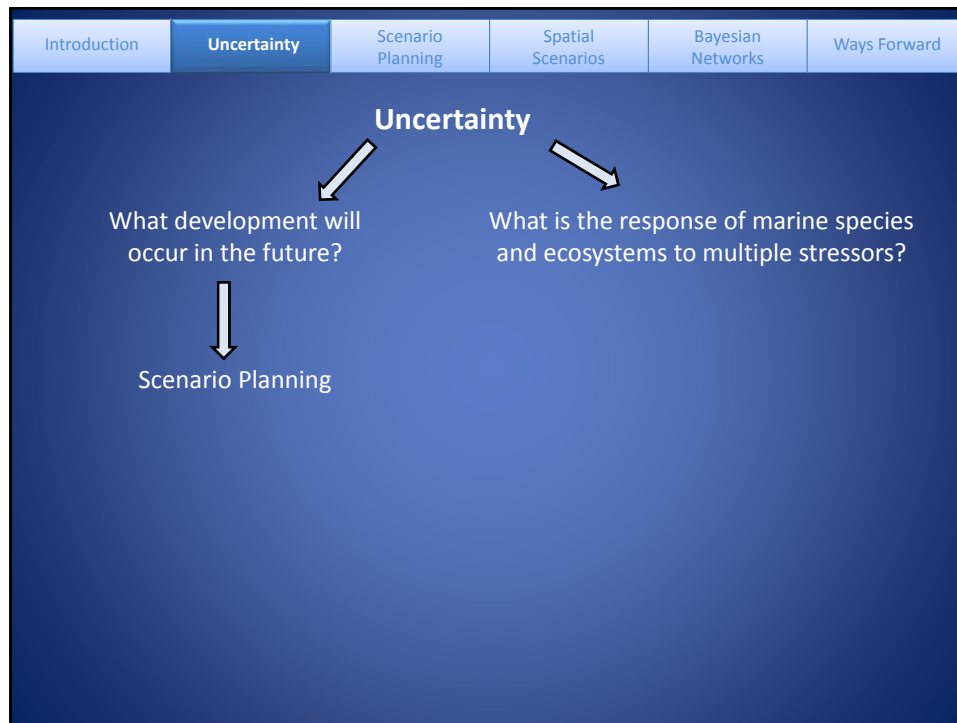 Introduction
Uncertainty
Scenario
Planning
Spatial
Scenarios
Bayesian
Networks
Ways Forward
Uncertainty
What development will
occur in the future?
What is the response of marine species
and ecosystems to multiple stressors?
Scenario Planning